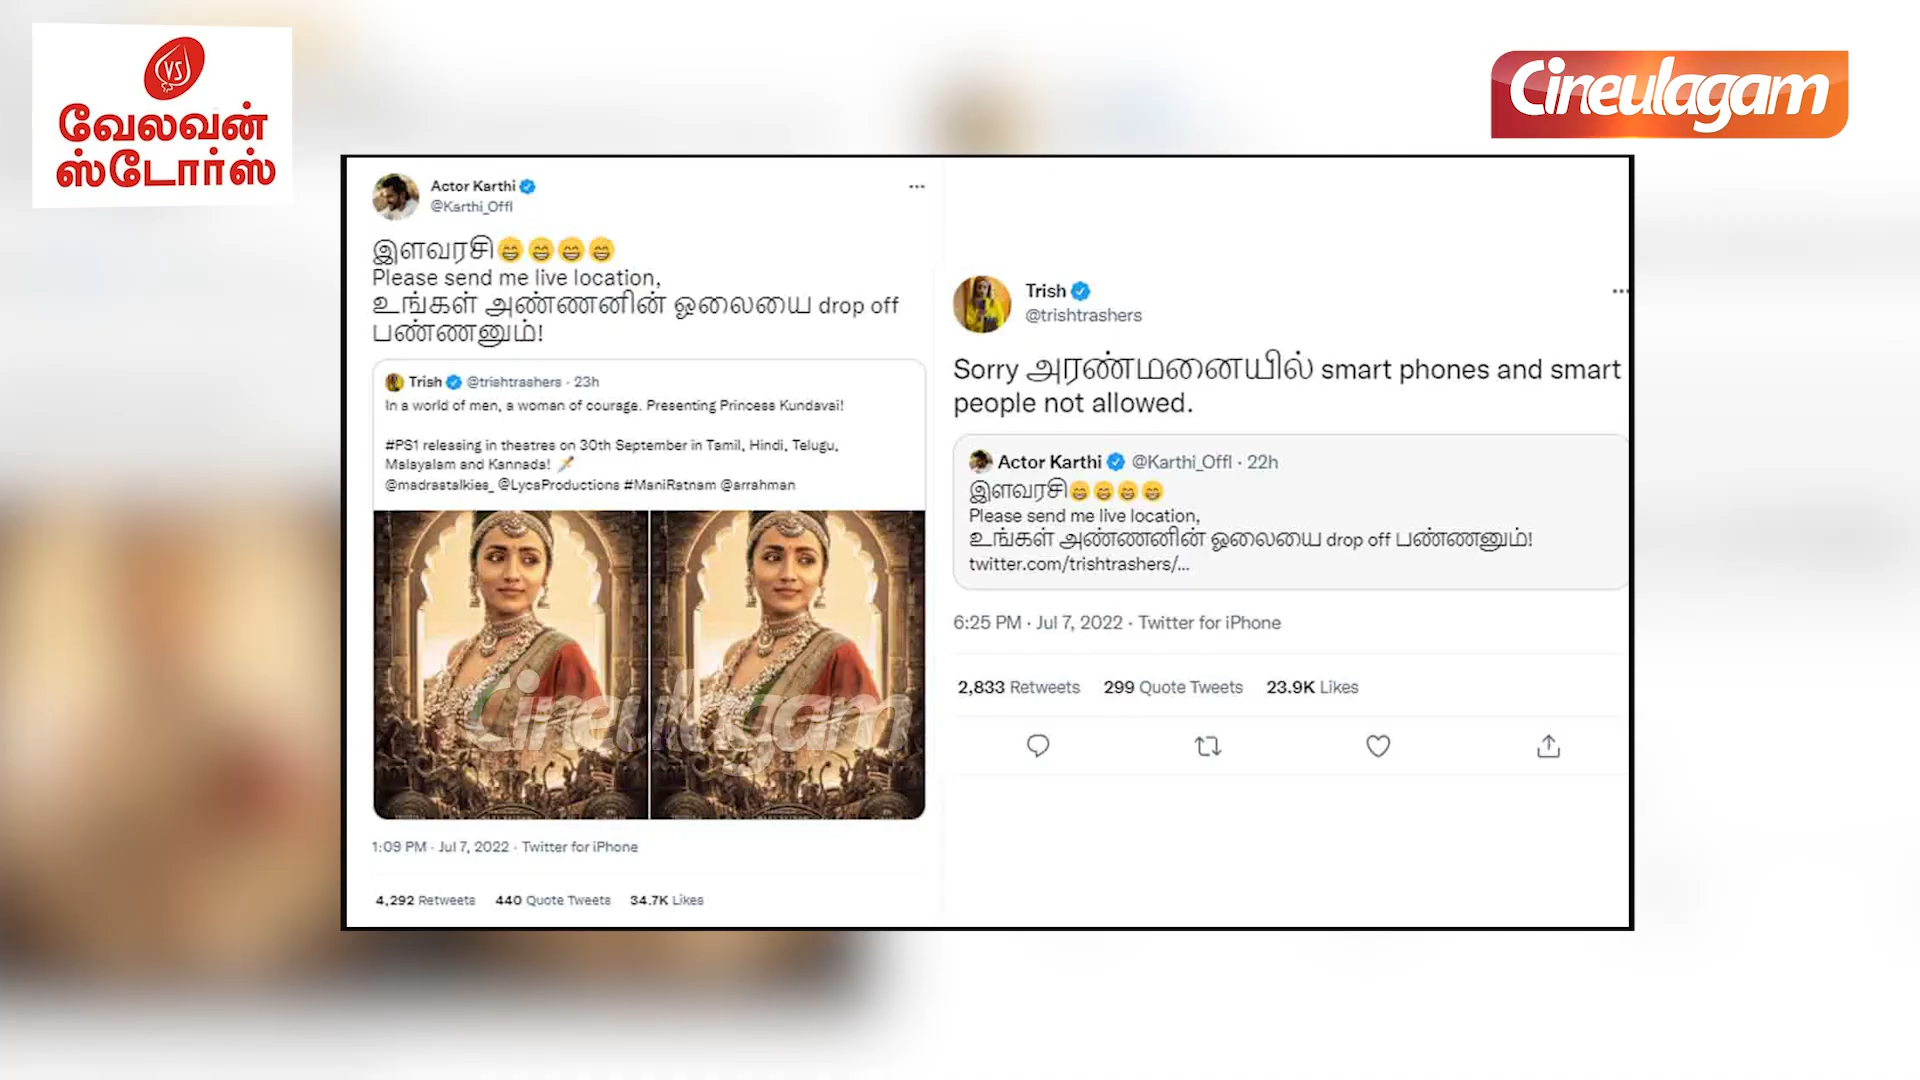 VS
வேலவன்
ஸ்டோர்ஸ்
Cineulagam
Actor Karthi
@Karthi_Offl
இளவரசி😁😁😁😁
Please send me live location,
உங்கள் அண்ணனின் ஓலையை drop off
பண்ணனும்!
Trish @trishtrashers · 23h
In a world of men, a woman of courage. Presenting Princess Kundavai!
#PS1 releasing in theatres on 30th September in Tamil, Hindi, Telugu,
Malayalam and Kannada! 🗡️
@madrastalkies_ @LycaProductions #ManiRatnam @arrahman
Cineulagam
1:09 PM · Jul 7, 2022 · Twitter for iPhone
4,292 Retweets 440 Quote Tweets 34.7K Likes
Trish
@trishtrashers
Sorry அரண்மனையில் smart phones and smart
people not allowed.
Actor Karthi @Karthi_Offl · 22h
இளவரசி😁😁😁😁
Please send me live location,
உங்கள் அண்ணனின் ஓலையை drop off பண்ணனும்!
twitter.com/trishtrashers/...
6:25 PM · Jul 7, 2022 · Twitter for iPhone
2,833 Retweets 299 Quote Tweets 23.9K Likes